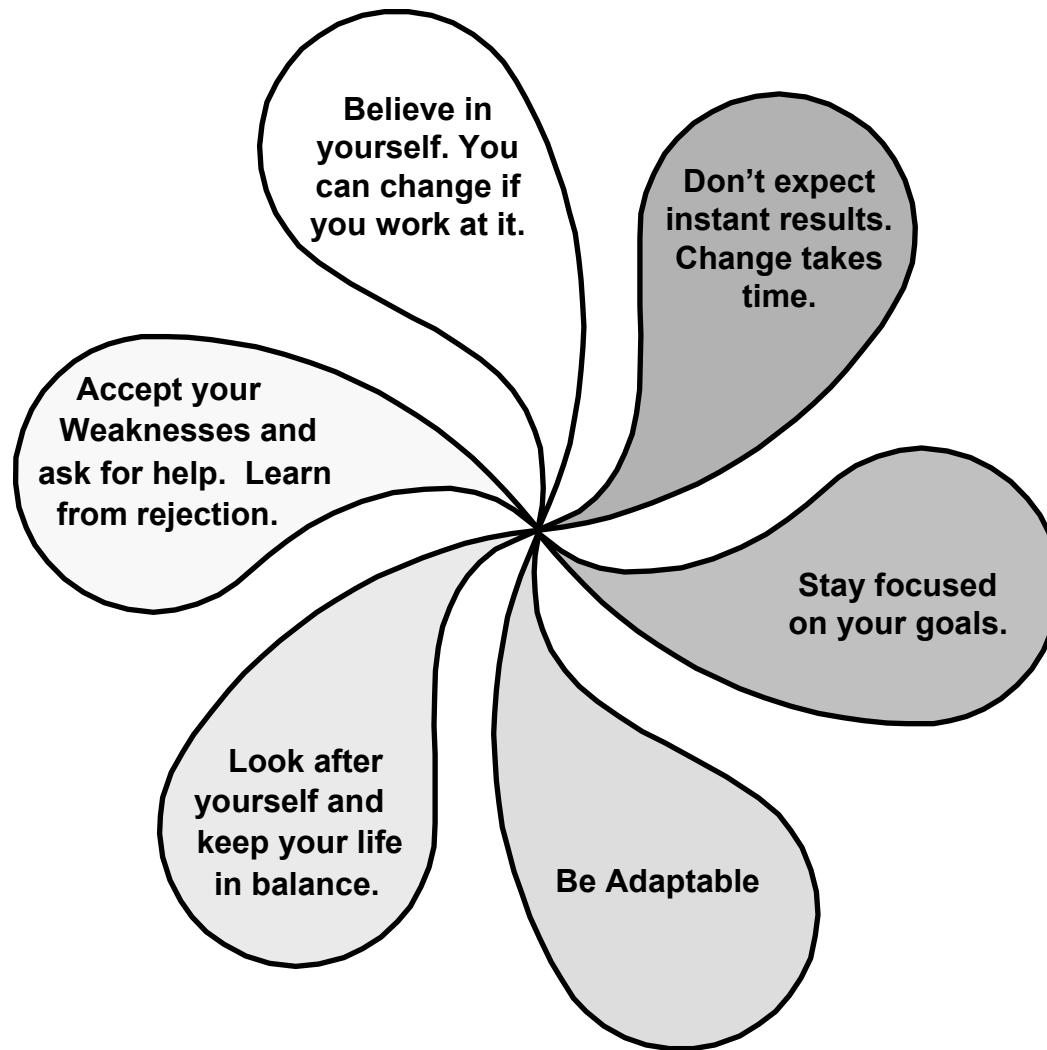 Believe in
yourself. You
can change if
you work at it.
Don’t expect
instant results.
Change takes
time.
Stay focused
on your goals.
Be Adaptable
Look after
yourself and
keep your life
in balance.
Accept your
Weaknesses and
ask for help.  Learn
from rejection.